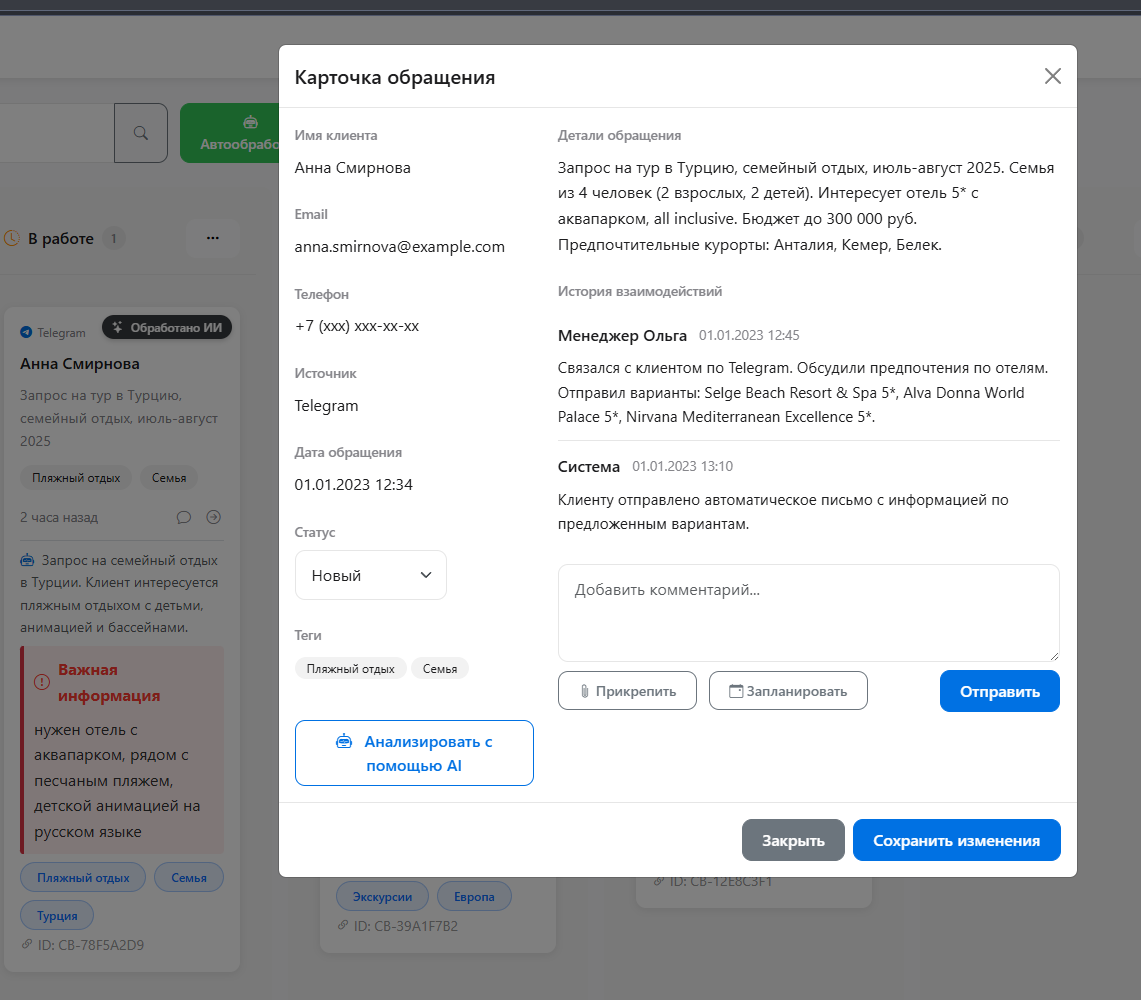 Карточка обращения
Имя клиента
Анна Смирнова
Email
anna.smirnova@example.com
Телефон
+7 (xxx) xxx-xx-xx
Источник
Telegram
Дата обращения
01.01.2023 12:34
Статус
Новый
Теги
Пляжный отдых
Семья
Анализировать с
помощью AI
Детали обращения
Запрос на тур в Турцию, семейный отдых, июль-август 2025. Семья
из 4 человек (2 взрослых, 2 детей). Интересует отель 5* с
аквапарком, all inclusive. Бюджет до 300 000 руб.
Предпочтительные курорты: Анталия, Кемер, Белек.
История взаимодействий
Менеджер Ольга 01.01.2023 12:45
Связался с клиентом по Telegram. Обсудили предпочтения по отелям.
Отправил варианты: Selge Beach Resort & Spa 5*, Alva Donna World
Palace 5*, Nirvana Mediterranean Excellence 5*.
Система 01.01.2023 13:10
Клиенту отправлено автоматическое письмо с информацией по
предложенным вариантам.
Добавить комментарий...
Прикрепить
Запланировать
Отправить
Закрыть
Сохранить изменения
Автообрабо
В работе 1
...
Telegram
Обработано ИИ
Анна Смирнова
Запрос на тур в Турцию,
семейный отдых, июль-август
2025
Пляжный отдых
Семья
2 часа назад
Запрос на семейный отдых
в Турции. Клиент интересуется
пляжным отдыхом с детьми,
анимацией и бассейнами.
Важная
информация
нужен отель с
аквапарком, рядом с
песчаным пляжем,
детской анимацией на
русском языке
Пляжный отдых
Семья
Турция
ID: CB-78F5A2D9
Экскурсии
Европа
ID: CB-39A1F7B2
ID: CB-12E8C3F1